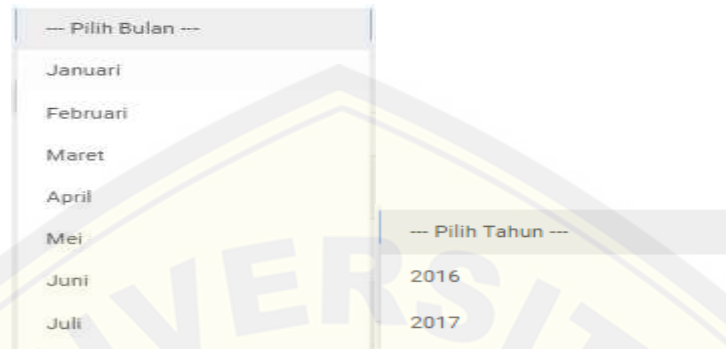 --- Pilih Bulan ---
Januari
Februari
Maret
April
Mei
Juni
Juli
--- Pilih Tahun ---
2016
2017